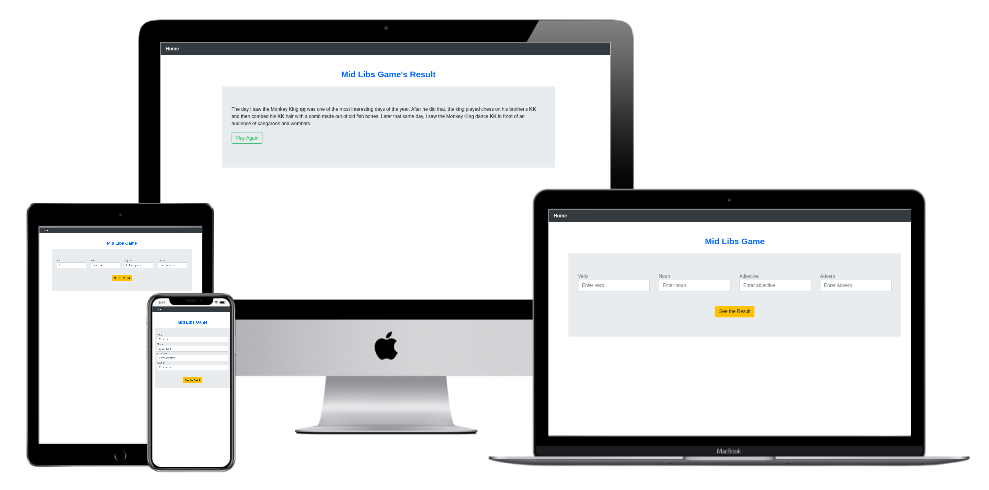 Home
Mid Libs Game's Result
The day I saw the Monkey King qq was one of the most interesting days of the year. After he did that, the king played chess on his brother's KK
and then combed his KK hair with a comb made out of old fish bones. Later that same day, I saw the Monkey King dance KK in front of an
audience of kangaroos and wombats.
Play Again
Home
Mid Libs Game
Verb Noun Adjective Adverb
Enter verb Enter noun Enter adjective Enter Adverb
See the Result
MacBook
Mid Libs Game
Mid Libs Game